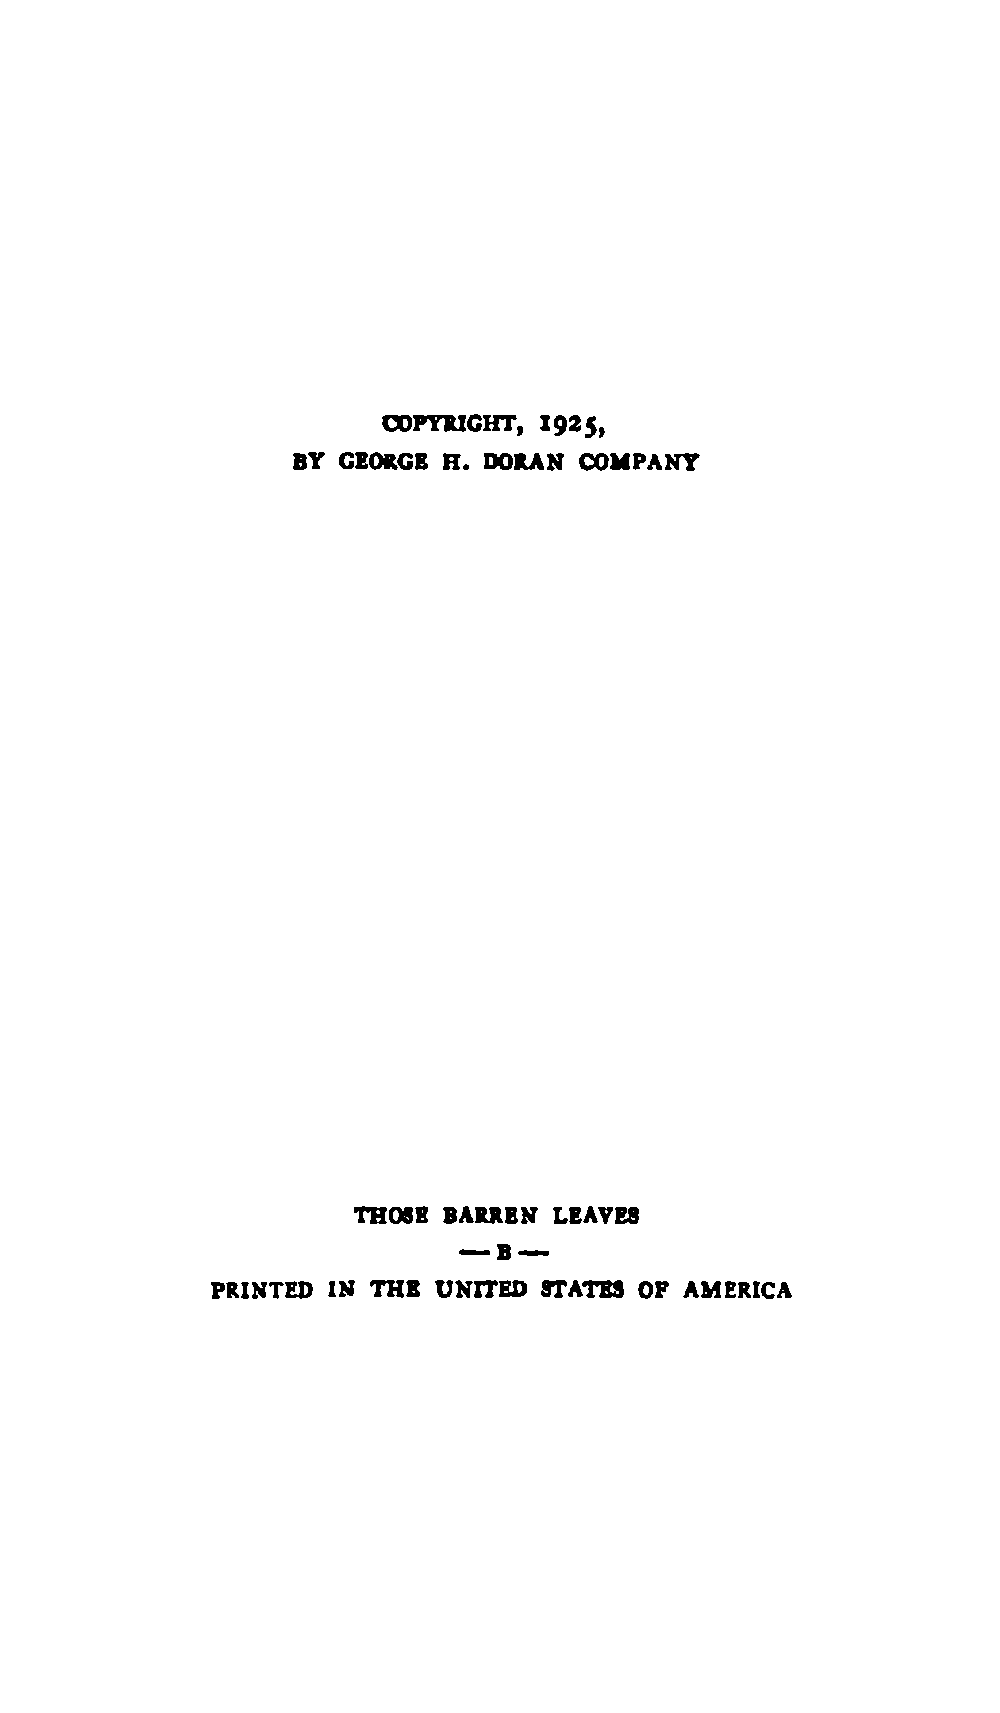 COPYRIGHT, 1925,
BY GEORGE H. DORAN COMPANY
THOSE BARREN LEAVES
— B —
PRINTED IN THE UNITED STATES OF AMERICA